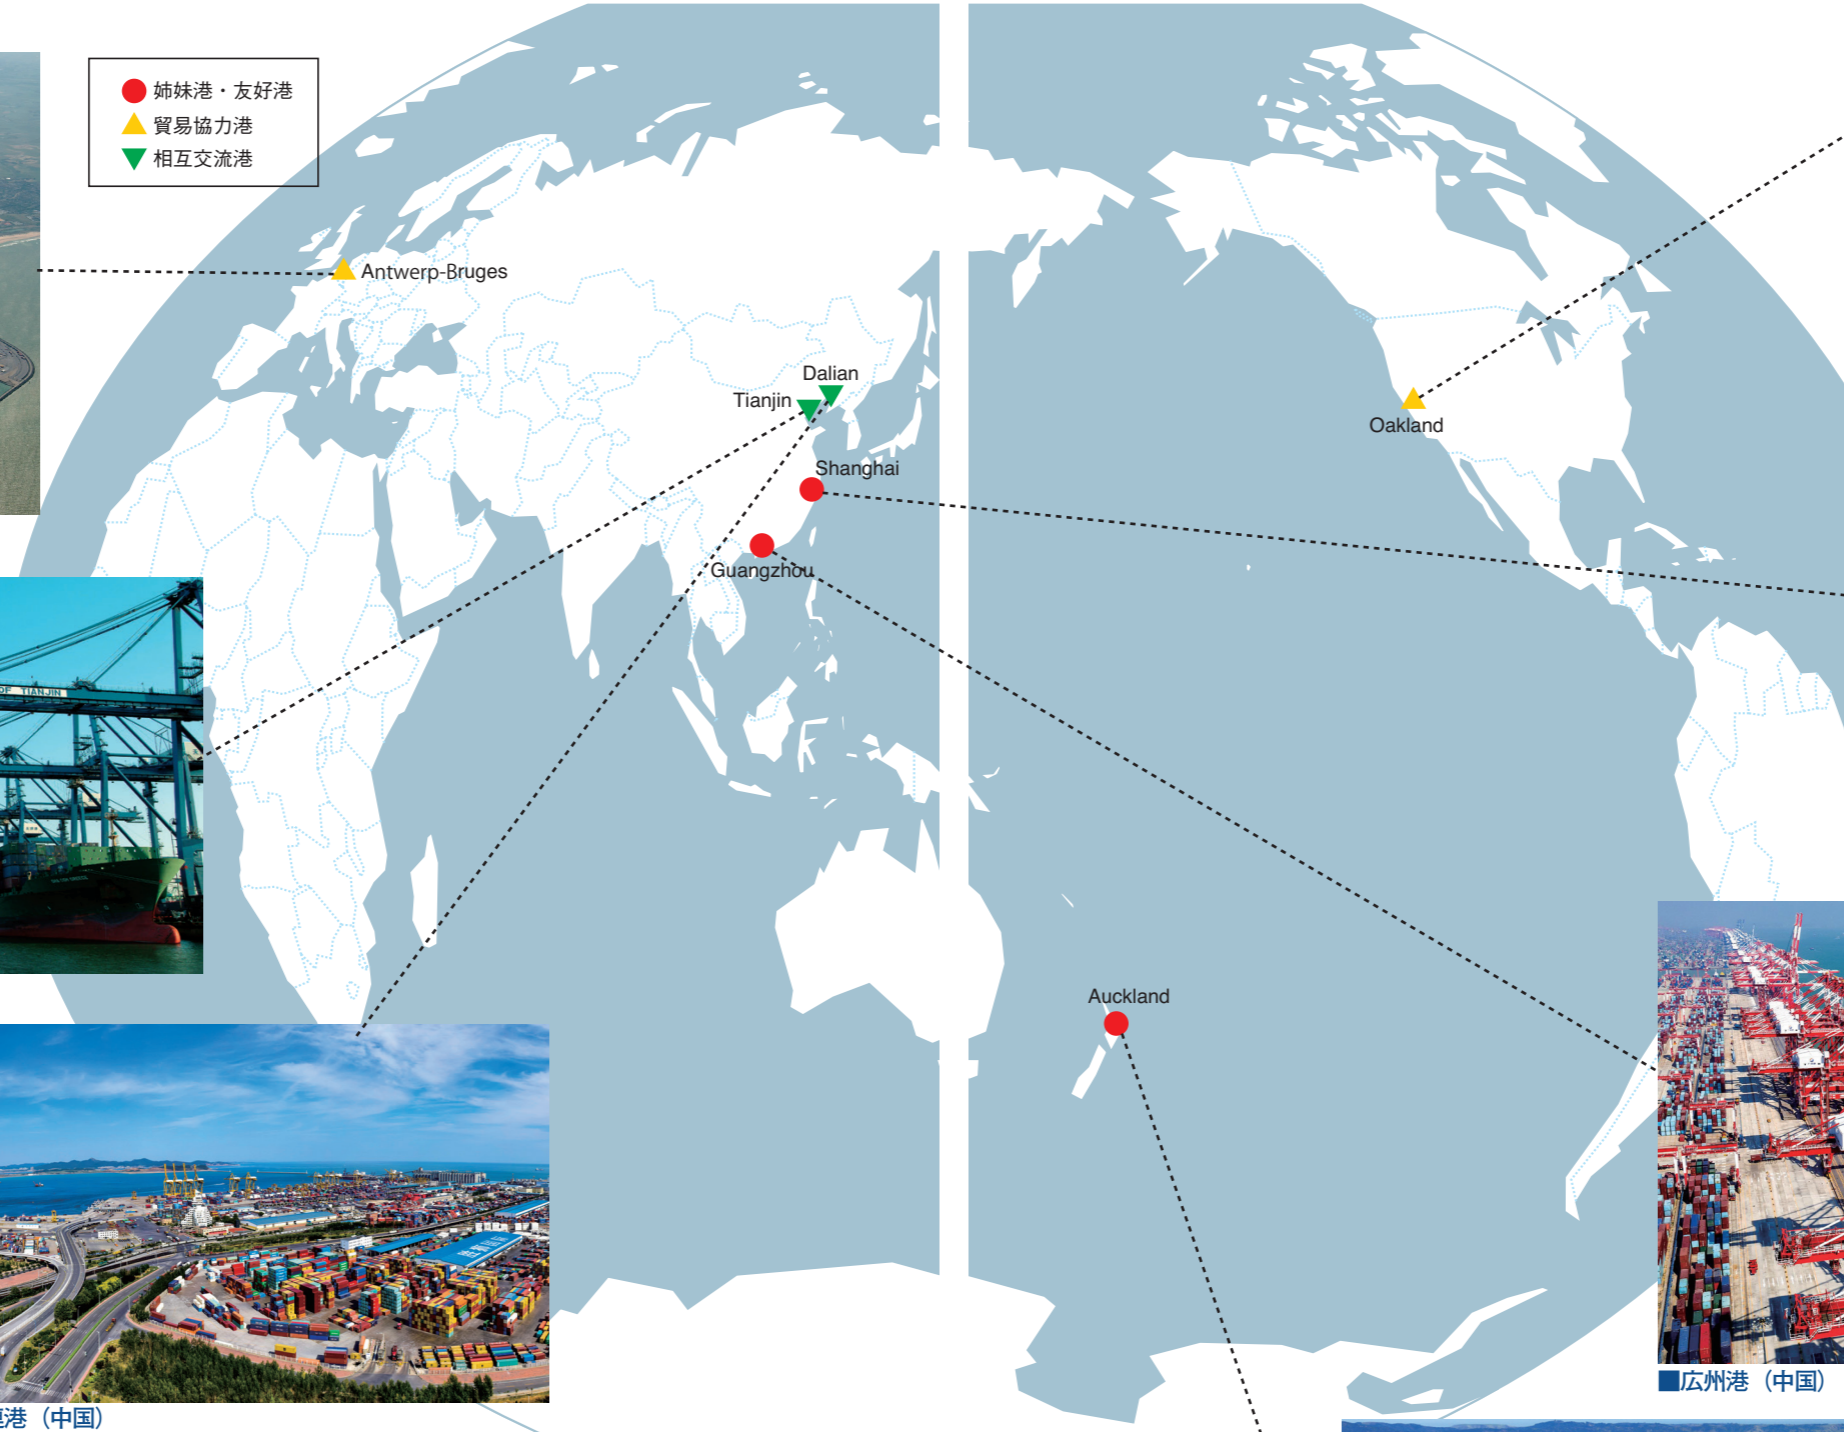 姉妹港・友好港
貿易協力港
相互交流港
Antwerp-Bruges
Dalian
Tianjin
Oakland
Shanghai
Guangzhou
OF TIANJIN
Auckland
■広州港（中国）
港（中国）